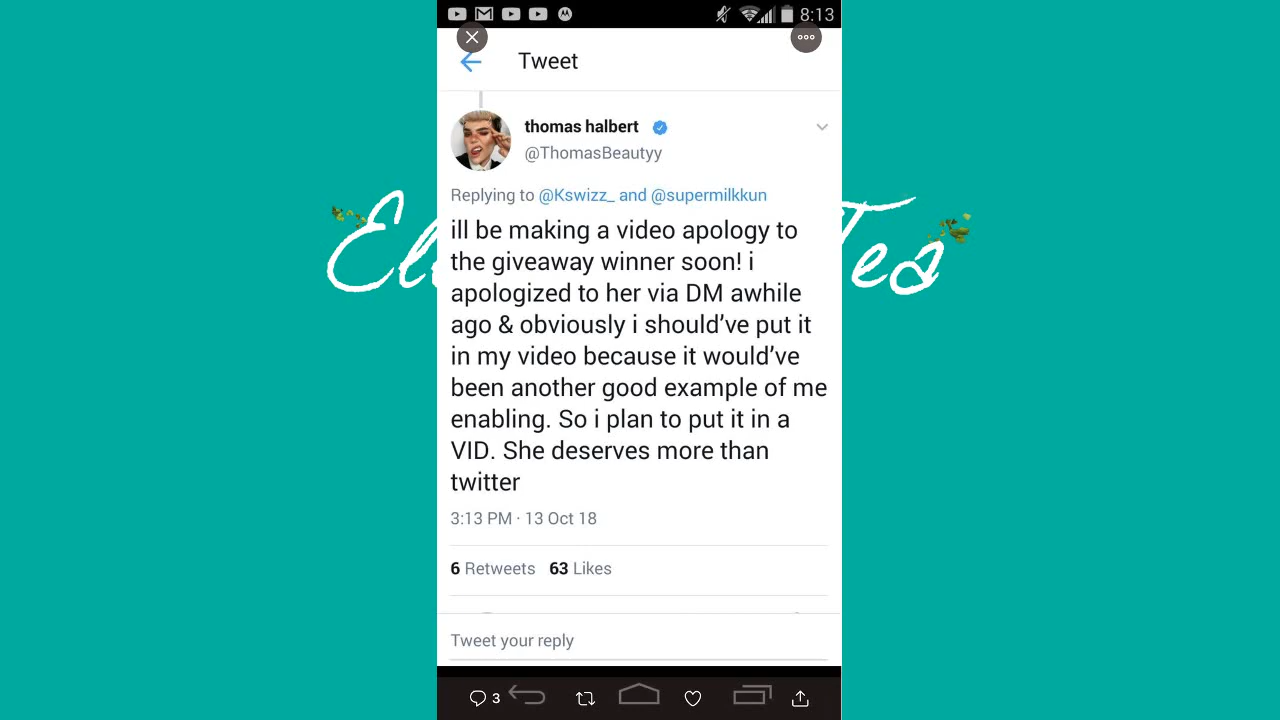 8:13
Tweet
thomas halbert
@ThomasBeautyy
Replying to @Kswizz_ and @supermilkkun
ill be making a video apology to
the giveaway winner soon! i
apologized to her via DM awhile
ago & obviously i should’ve put it
in my video because it would’ve
been another good example of me
enabling. So i plan to put it in a
VID. She deserves more than
twitter
3:13 PM · 13 Oct 18
6 Retweets 63 Likes
Tweet your reply
3